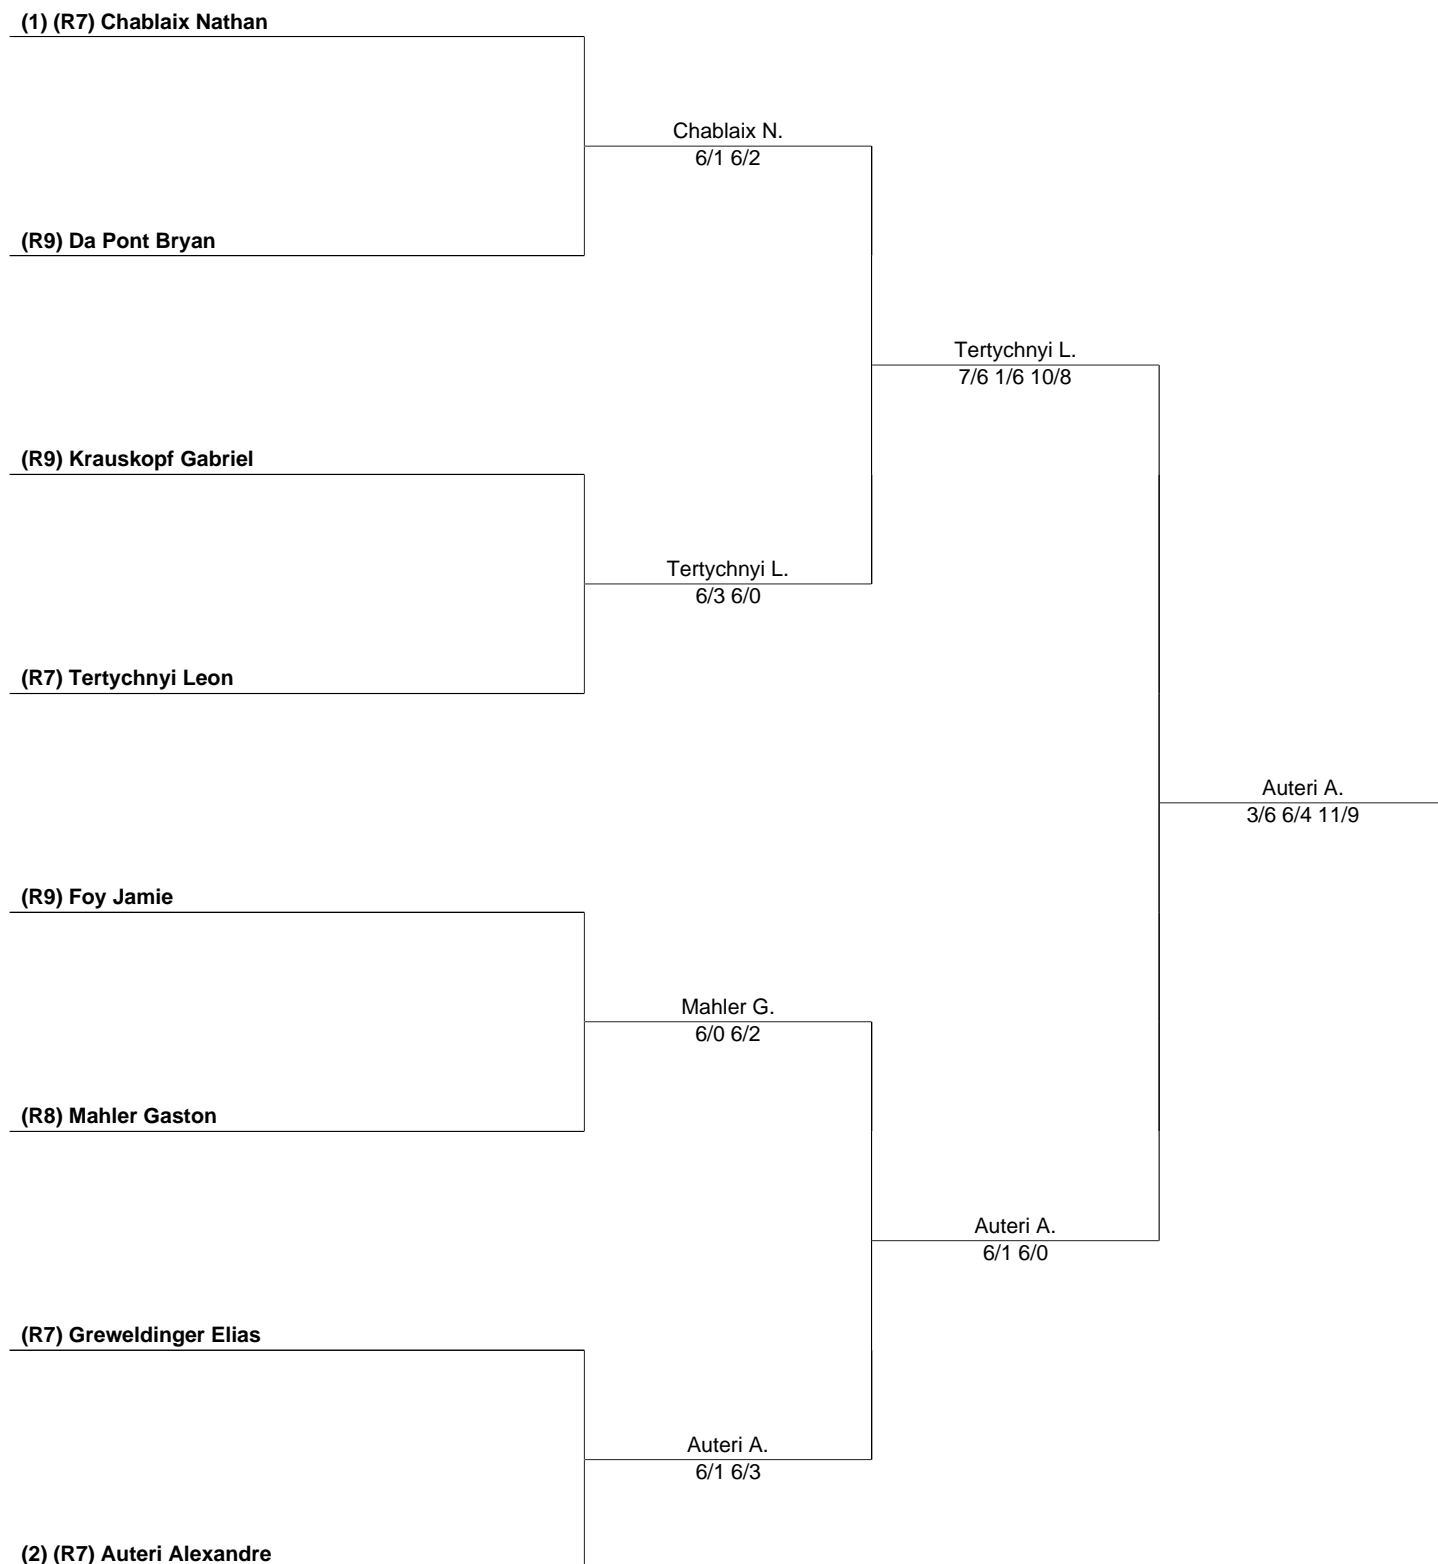 (1) (R7) Chablaix Nathan
Chablaix N.
6/1 6/2
(R9) Da Pont Bryan
Tertychnyi L.
7/6 1/6 10/8
(R9) Krauskopf Gabriel
Tertychnyi L.
6/3 6/0
(R7) Tertychnyi Leon
Auteri A.
3/6 6/4 11/9
(R9) Foy Jamie
Mahler G.
6/0 6/2
(R8) Mahler Gaston
Auteri A.
6/1 6/0
(R7) Greweldinger Elias
Auteri A.
6/1 6/3
(2) (R7) Auteri Alexandre